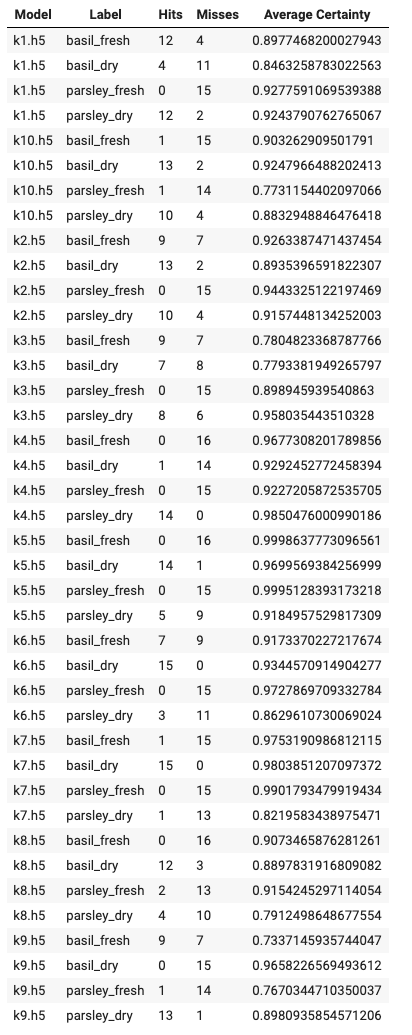 Model Label Hits Misses Average Certainty
k1.h5 basil_fresh 12 4 0.8977468200027943
k1.h5 basil_dry 4 11 0.8463258783022563
k1.h5 parsley_fresh 0 15 0.9277591069539388
k1.h5 parsley_dry 12 2 0.9243790762765067
k10.h5 basil_fresh 1 15 0.903262909501791
k10.h5 basil_dry 13 2 0.9247966488202413
k10.h5 parsley_fresh 1 14 0.7731154402097066
k10.h5 parsley_dry 10 4 0.8832948846476418
k2.h5 basil_fresh 9 7 0.9263387471437454
k2.h5 basil_dry 13 2 0.8935396591822307
k2.h5 parsley_fresh 0 15 0.9443325122197469
k2.h5 parsley_dry 10 4 0.9157448134252003
k3.h5 basil_fresh 9 7 0.7804823368787766
k3.h5 basil_dry 7 8 0.7793381949265797
k3.h5 parsley_fresh 0 15 0.898945939540863
k3.h5 parsley_dry 8 6 0.958035443510328
k4.h5 basil_fresh 0 16 0.9677308201789856
k4.h5 basil_dry 1 14 0.9292452772458394
k4.h5 parsley_fresh 0 15 0.9227205872535705
k4.h5 parsley_dry 14 0 0.9850476000990186
k5.h5 basil_fresh 0 16 0.9998637773096561
k5.h5 basil_dry 14 1 0.9699569384256999
k5.h5 parsley_fresh 0 15 0.9995128393173218
k5.h5 parsley_dry 5 9 0.9184957529817309
k6.h5 basil_fresh 7 9 0.9173370227217674
k6.h5 basil_dry 15 0 0.9344570914904277
k6.h5 parsley_fresh 0 15 0.9727869709332784
k6.h5 parsley_dry 3 11 0.8629610730069024
k7.h5 basil_fresh 1 15 0.9753190986812115
k7.h5 basil_dry 15 0 0.9803851207097372
k7.h5 parsley_fresh 0 15 0.9901793479919434
k7.h5 parsley_dry 1 13 0.8219583438975471
k8.h5 basil_fresh 0 16 0.9073465876281261
k8.h5 basil_dry 12 3 0.8897831916809082
k8.h5 parsley_fresh 2 13 0.9154245297114054
k8.h5 parsley_dry 4 10 0.7912498648677554
k9.h5 basil_fresh 9 7 0.7337145935744047
k9.h5 basil_dry 0 15 0.9658226569493612
k9.h5 parsley_fresh 1 14 0.7670344710350037
k9.h5 parsley_dry 13 1 0.8980935854571206